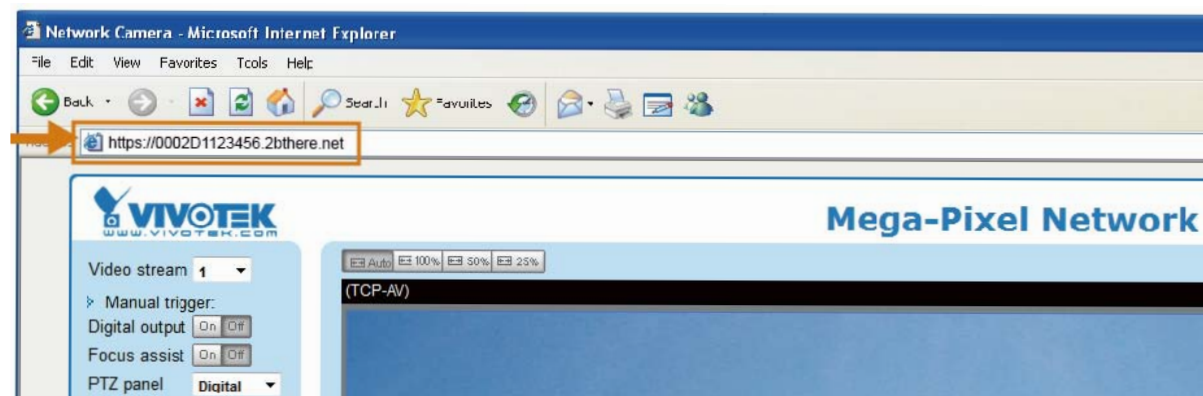 Network Camera - Microsoft Internet Explorer
File Edit View Favorites Tools Help
Back Search Favorites
https://0002D1123456.2bthere.net
VIVOTEK
www.vivotek.com
Mega-Pixel Network
Auto 100% 50% 25%
(TCP-AV)
Video stream 1
Manual trigger:
Digital output On Off
Focus assist On Off
PTZ panel Digital